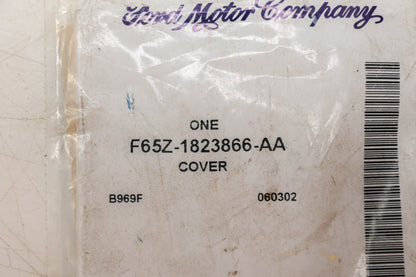 Ford Motor Company
ONE
F65Z-1823866-AA
COVER
B969F 060302